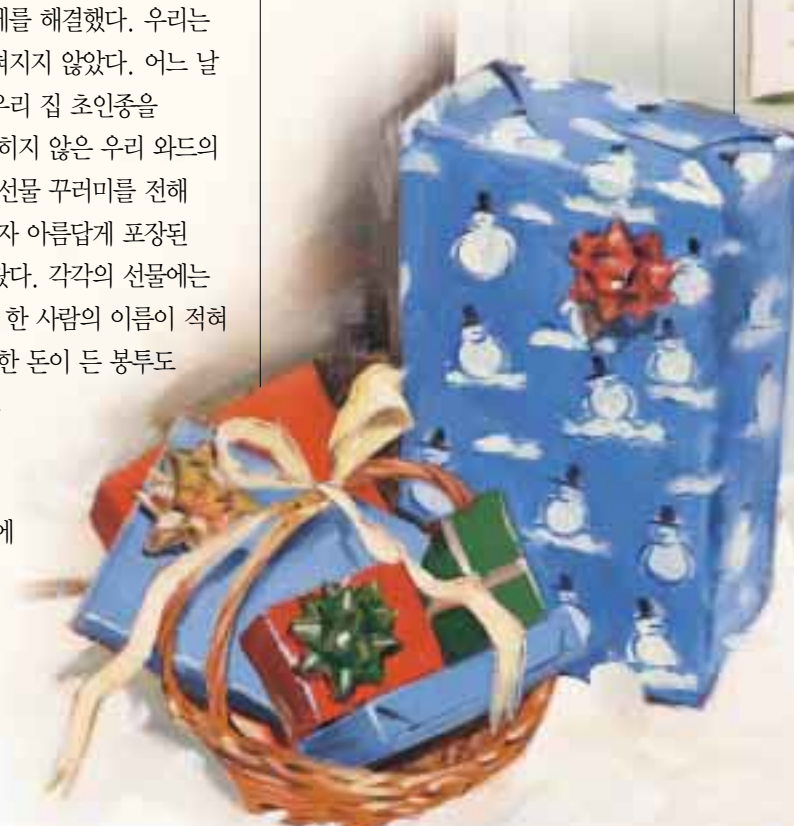 를 해결했다. 우리는
지지 않았다. 어느 날
우리 집 초인종을
히지 않은 우리 와드의
선물 꾸러미를 전해
자 아름답게 포장된
왔다. 각각의 선물에는
한 사람의 이름이 적혀
한 돈이 든 봉투도
에